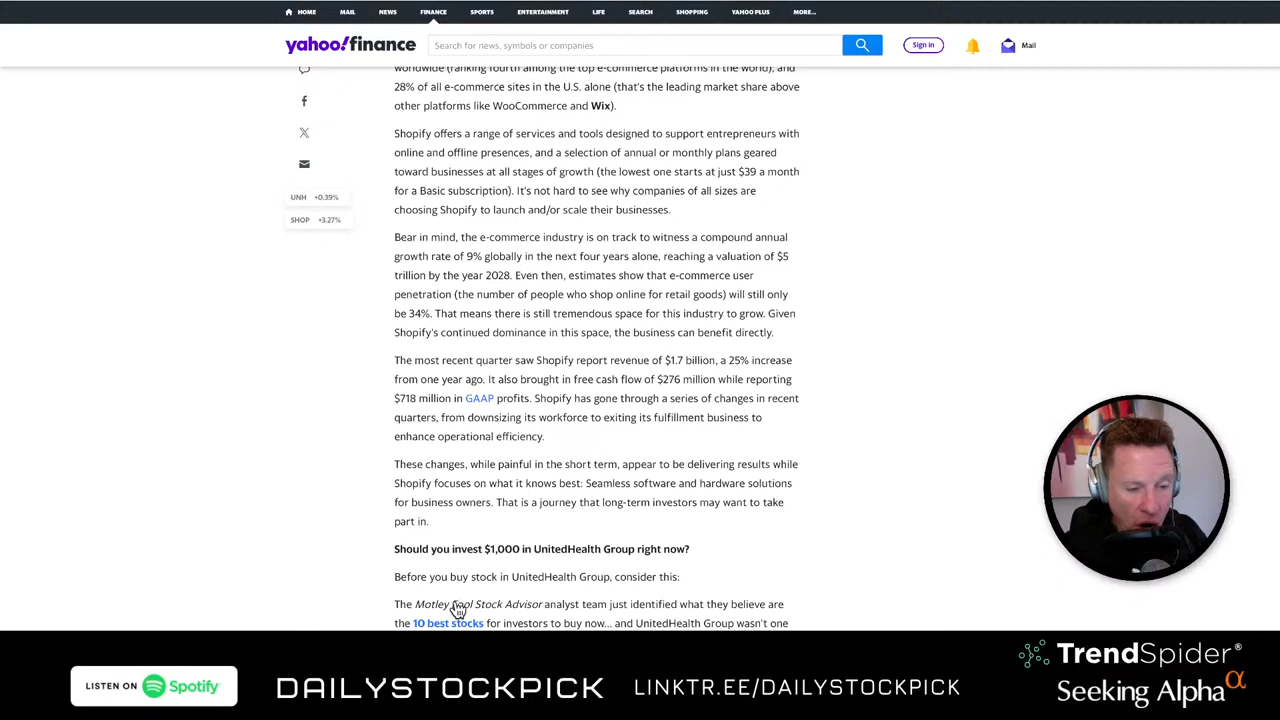 HOME MAIL NEWS FINANCE SPORTS ENTERTAINMENT LIFE SEARCH SHOPPING YAHOO PLUS MORE...
yahoo!finance Search for news, symbols or companies Sign in Mail
worldwide (ranking fourth among the top e-commerce platforms in the world), and
28% of all e-commerce sites in the U.S. alone (that's the leading market share above
other platforms like WooCommerce and Wix).
Shopify offers a range of services and tools designed to support entrepreneurs with
online and offline presences, and a selection of annual or monthly plans geared
toward businesses at all stages of growth (the lowest one starts at just $39 a month
for a Basic subscription). It's not hard to see why companies of all sizes are
choosing Shopify to launch and/or scale their businesses.
UNH +0.39%
SHOP +3.27%
Bear in mind, the e-commerce industry is on track to witness a compound annual
growth rate of 9% globally in the next four years alone, reaching a valuation of $5
trillion by the year 2028. Even then, estimates show that e-commerce user
penetration (the number of people who shop online for retail goods) will still only
be 34%. That means there is still tremendous space for this industry to grow. Given
Shopify's continued dominance in this space, the business can benefit directly.
The most recent quarter saw Shopify report revenue of $1.7 billion, a 25% increase
from one year ago. It also brought in free cash flow of $276 million while reporting
$718 million in GAAP profits. Shopify has gone through a series of changes in recent
quarters, from downsizing its workforce to exiting its fulfillment business to
enhance operational efficiency.
These changes, while painful in the short term, appear to be delivering results while
Shopify focuses on what it knows best: Seamless software and hardware solutions
for business owners. That is a journey that long-term investors may want to take
part in.
Should you invest $1,000 in UnitedHealth Group right now?
Before you buy stock in UnitedHealth Group, consider this:
The Motley Fool Stock Advisor analyst team just identified what they believe are
the 10 best stocks for investors to buy now... and UnitedHealth Group wasn't one
LISTEN ON Spotify
DAILYSTOCKPICK
LINKTR.EE/DAILYSTOCKPICK
TrendSpider®
Seeking Alpha α